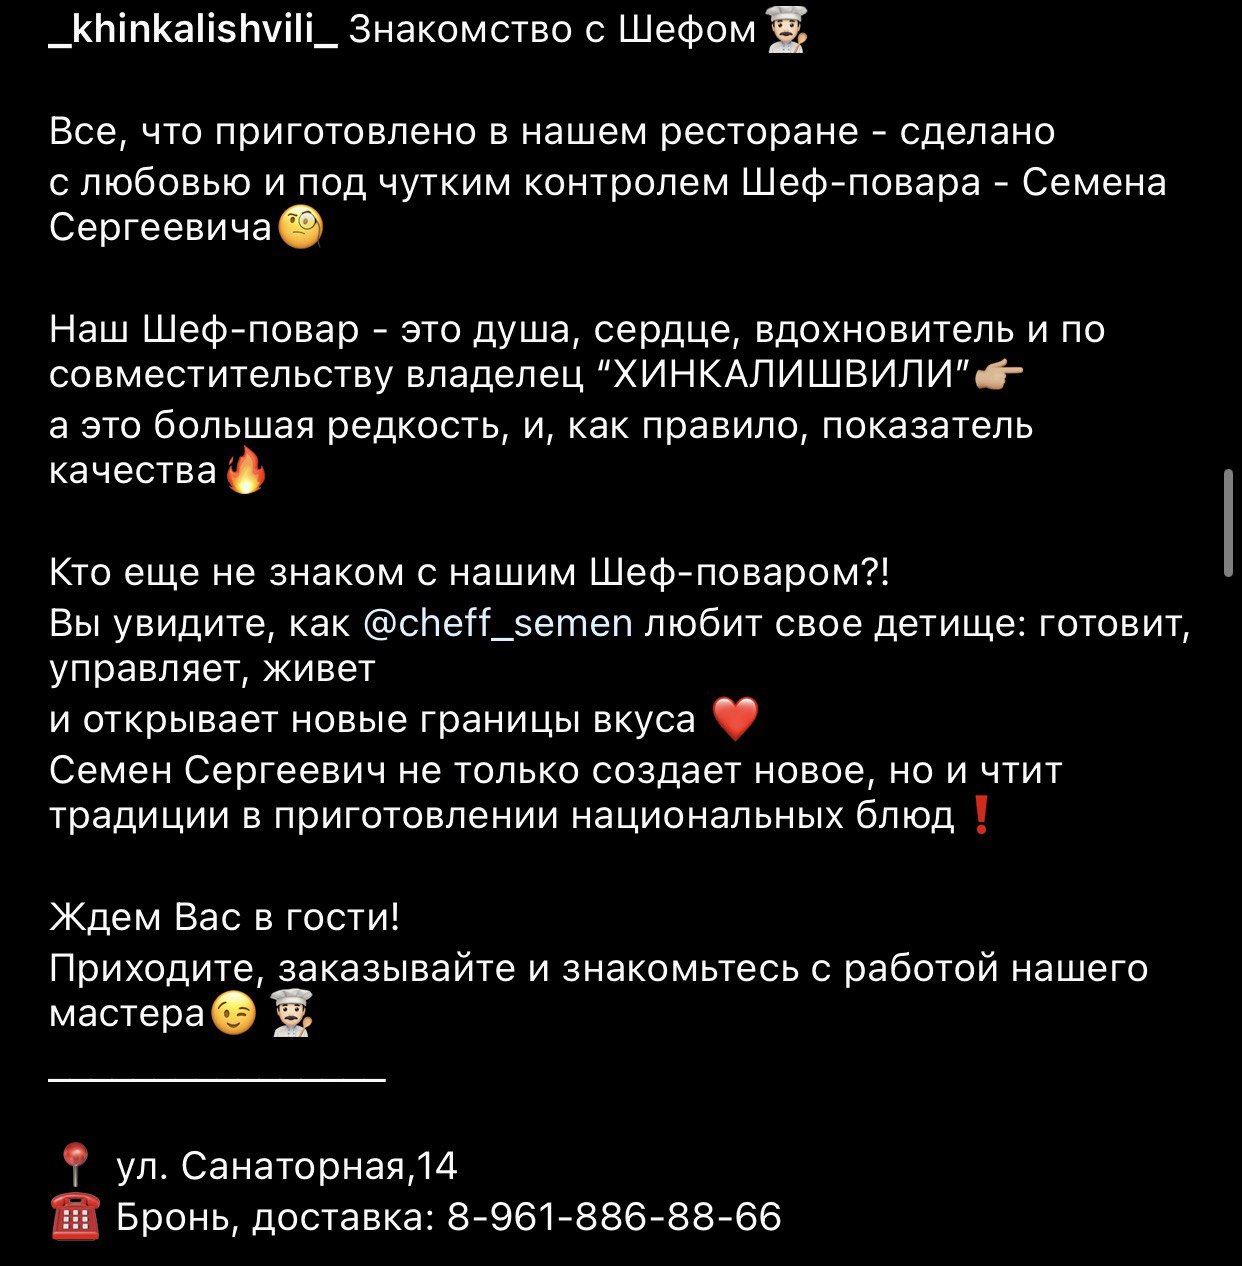 _khinkalishvili_ Знакомство с Шефом👨🏻‍🍳
Все, что приготовлено в нашем ресторане - сделано
с любовью и под чутким контролем Шеф-повара - Семена
Сергеевича🧐
Наш Шеф-повар - это душа, сердце, вдохновитель и по
совместительству владелец “ХИНКАЛИШВИЛИ”👉🏼
а это большая редкость, и, как правило, показатель
качества🔥
Кто еще не знаком с нашим Шеф-поваром?!
Вы увидите, как @cheff_semen любит свое детище: готовит,
управляет, живет
и открывает новые границы вкуса ❤️
Семен Сергеевич не только создает новое, но и чтит
традиции в приготовлении национальных блюд❗
Ждем Вас в гости!
Приходите, заказывайте и знакомьтесь с работой нашего
мастера😉👨🏻‍🍳
________________
📍 ул. Санаторная,14
☎️ Бронь, доставка: 8-961-886-88-66